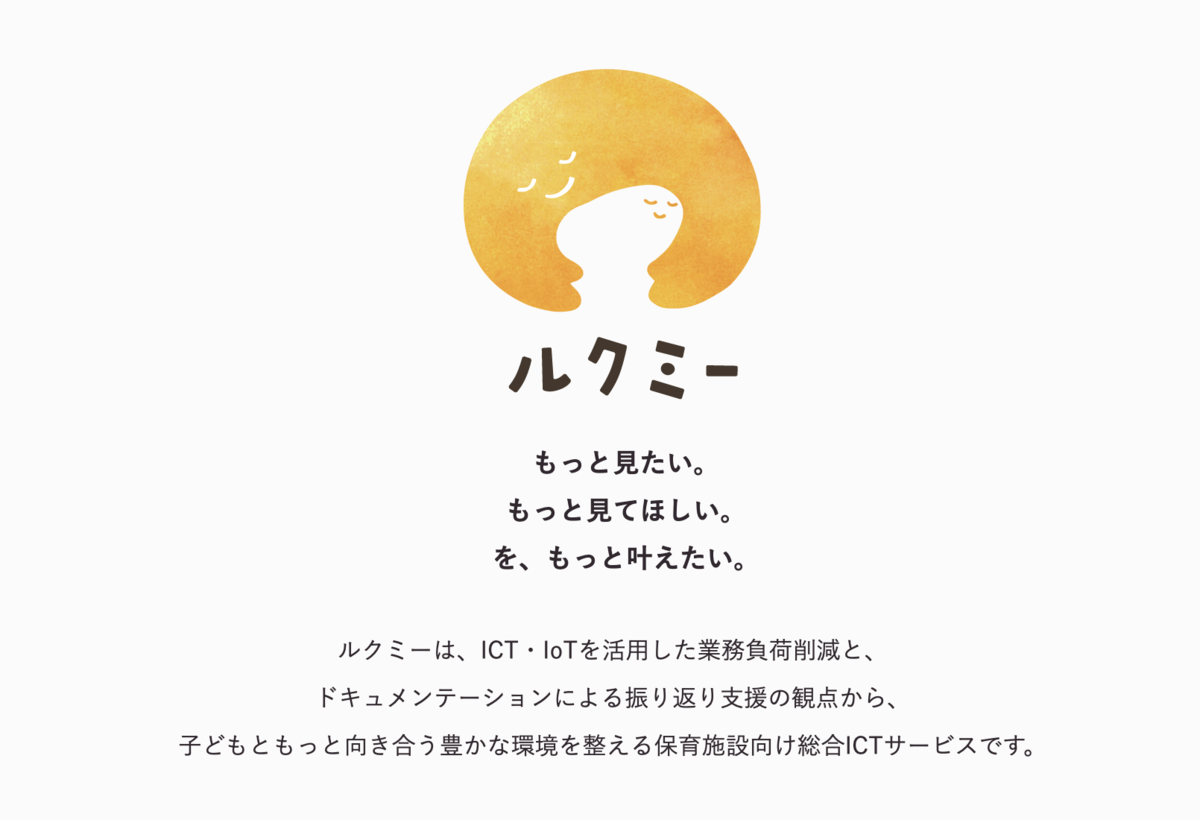 ルクミー
もっと見たい。
もっと見てほしい。
を、もっと叶えたい。
ルクミーは、ICT・IoTを活用した業務負荷削減と、
ドキュメンテーションによる振り返り支援の観点から、
子どもともっと向き合う豊かな環境を整える保育施設向け総合ICTサービスです。